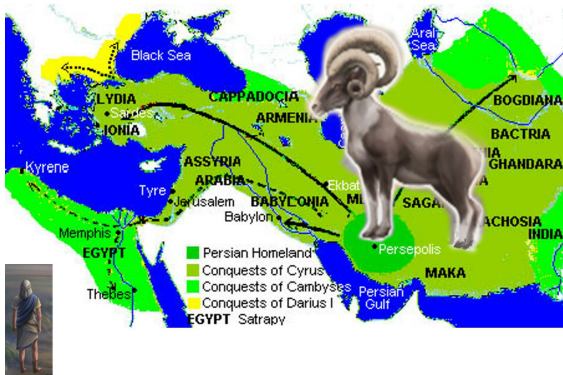 Aral
Sea
Black Sea
LYDIA
CAPPADOCIA
BOGDIANA
Sardes
ARMENIA
IONIA
BACTRIA
ASSYRIA
GHANDARA
Kyrene
ARABIA
Ekbat
Tyre
Jerusalem
BABYLONIA
SAGA
Babylon
ACHOSIA
Memphis
INDIA
EGYPT
Persepolis
Persian Homeland
Conquests of Cyrus
MAKA
Conquests of Cambyses
Persian
Gulf
Thebes
Conquests of Darius I
EGYPT Satrapy